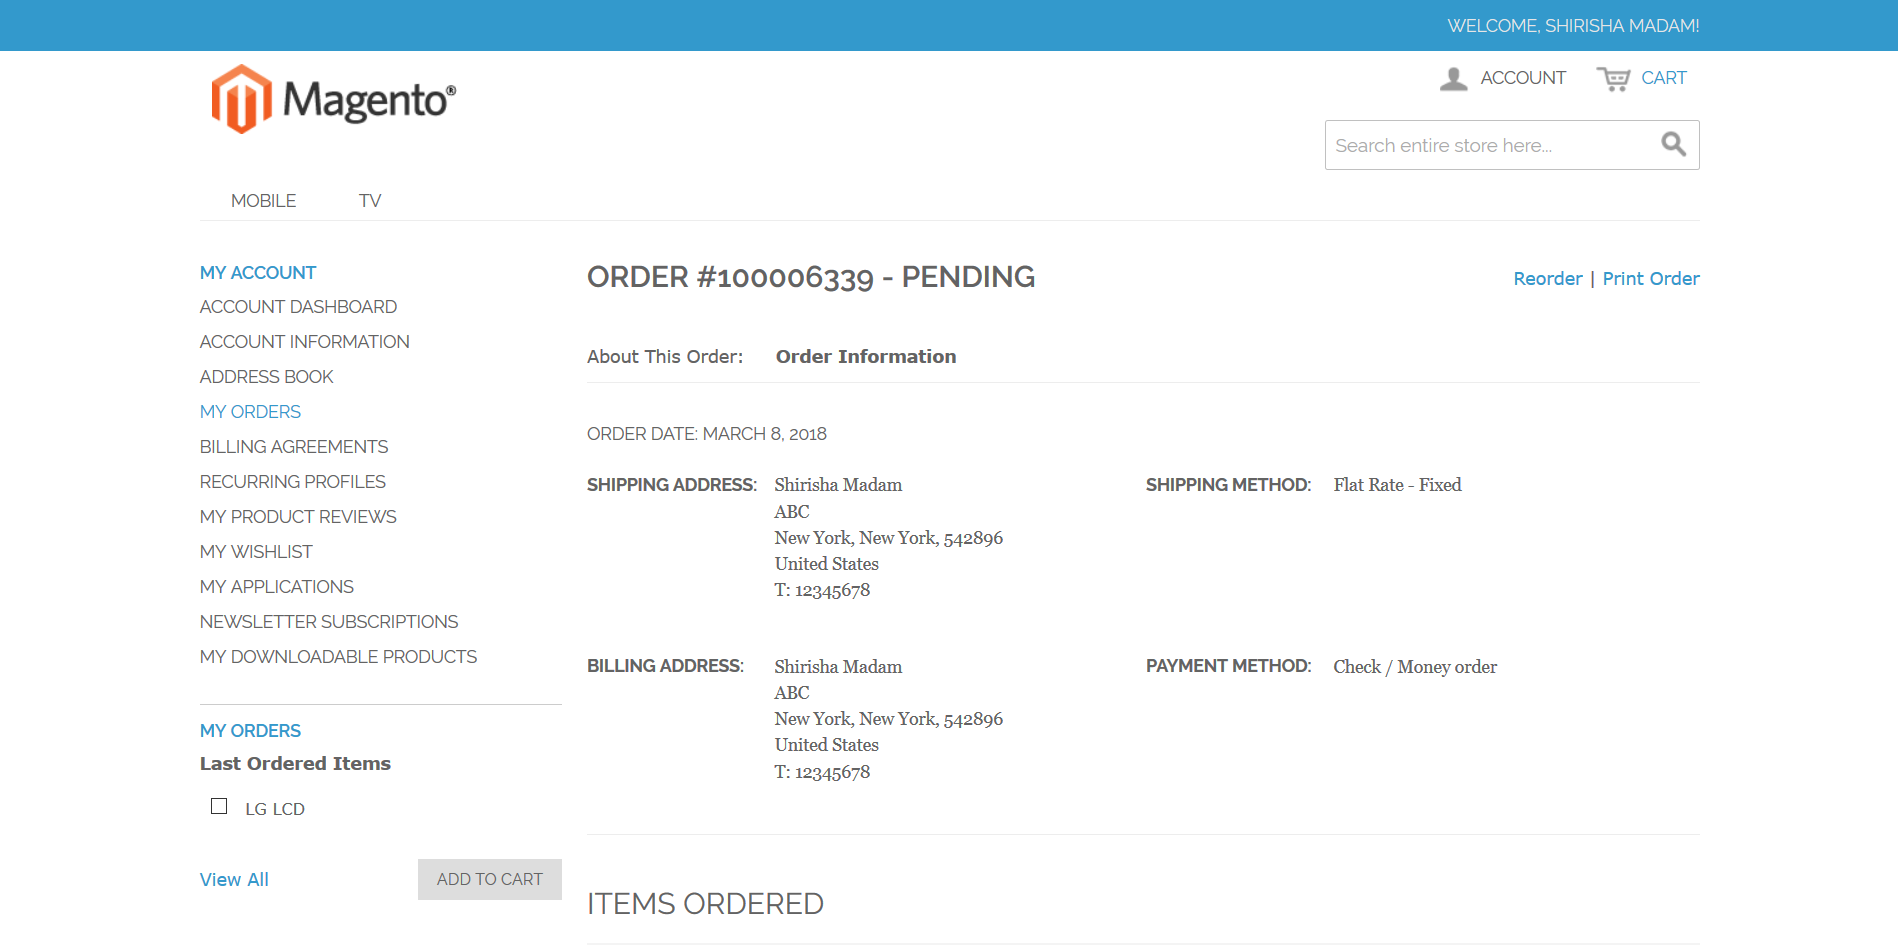 WELCOME, SHIRISHA MADAM!
Magento®
ACCOUNT
CART
Search entire store here...
MOBILE
TV
MY ACCOUNT
ACCOUNT DASHBOARD
ACCOUNT INFORMATION
ADDRESS BOOK
MY ORDERS
BILLING AGREEMENTS
RECURRING PROFILES
MY PRODUCT REVIEWS
MY WISHLIST
MY APPLICATIONS
NEWSLETTER SUBSCRIPTIONS
MY DOWNLOADABLE PRODUCTS
MY ORDERS
Last Ordered Items
LG LCD
View All
ADD TO CART
ORDER #100006339 - PENDING
Reorder | Print Order
About This Order: Order Information
ORDER DATE: MARCH 8, 2018
SHIPPING ADDRESS:
Shirisha Madam
ABC
New York, New York, 542896
United States
T: 12345678
SHIPPING METHOD: Flat Rate - Fixed
BILLING ADDRESS:
Shirisha Madam
ABC
New York, New York, 542896
United States
T: 12345678
PAYMENT METHOD: Check / Money order
ITEMS ORDERED